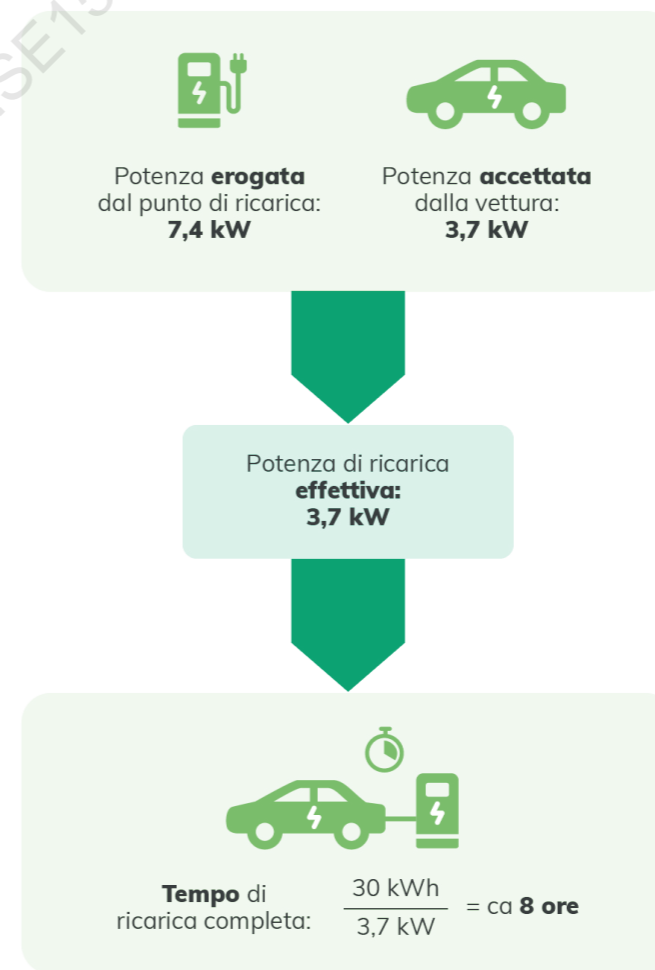 Potenza erogata
dal punto di ricarica:
7,4 kW
Potenza accettata
dalla vettura:
3,7 kW
Potenza di ricarica
effettiva:
3,7 kW
Tempo di
ricarica completa:
30 kWh
3,7 kW
= ca 8 ore